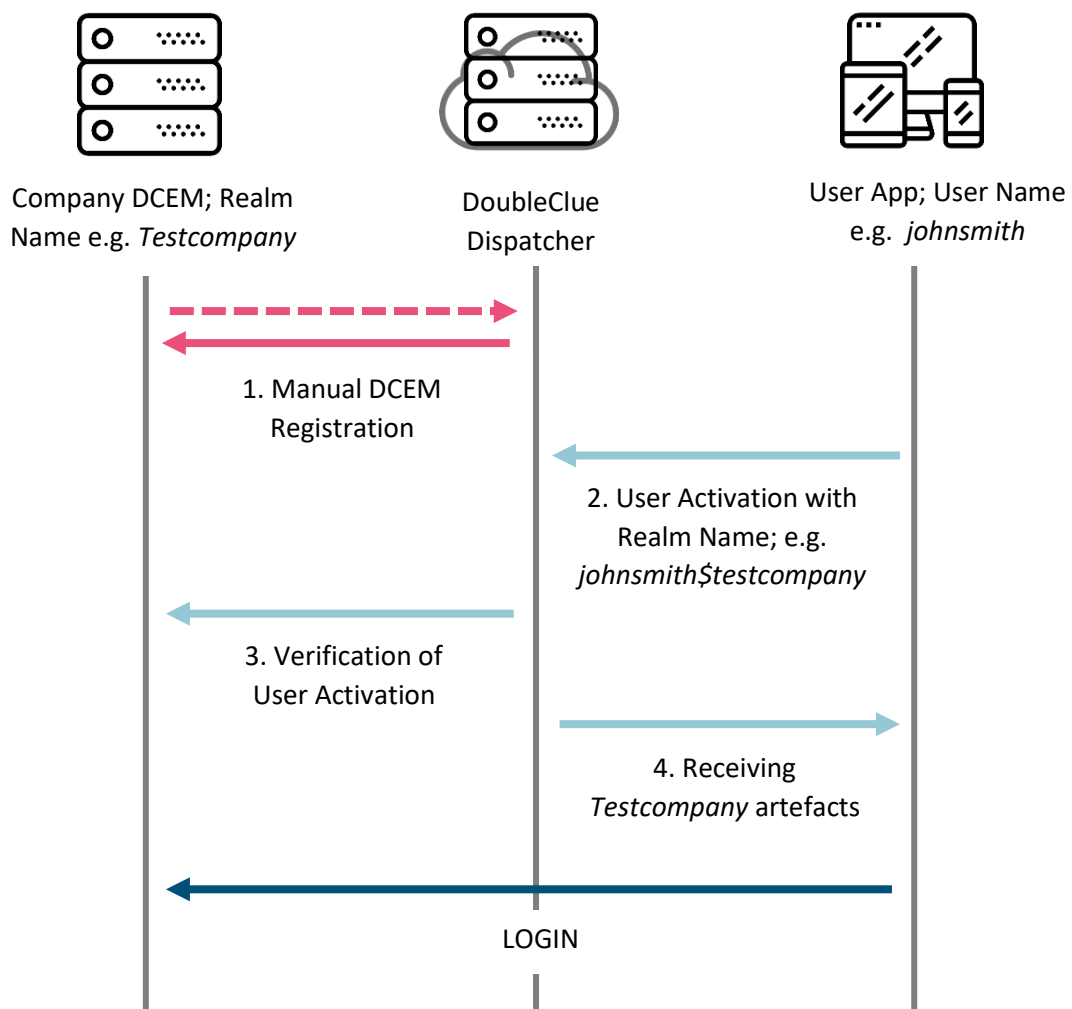 Company DCEM; Realm
Name e.g. Testcompany
DoubleClue
Dispatcher
User App; User Name
e.g. johnsmith
1. Manual DCEM
Registration
2. User Activation with
Realm Name; e.g.
johnsmith$testcompany
3. Verification of
User Activation
4. Receiving
Testcompany artefacts
LOGIN